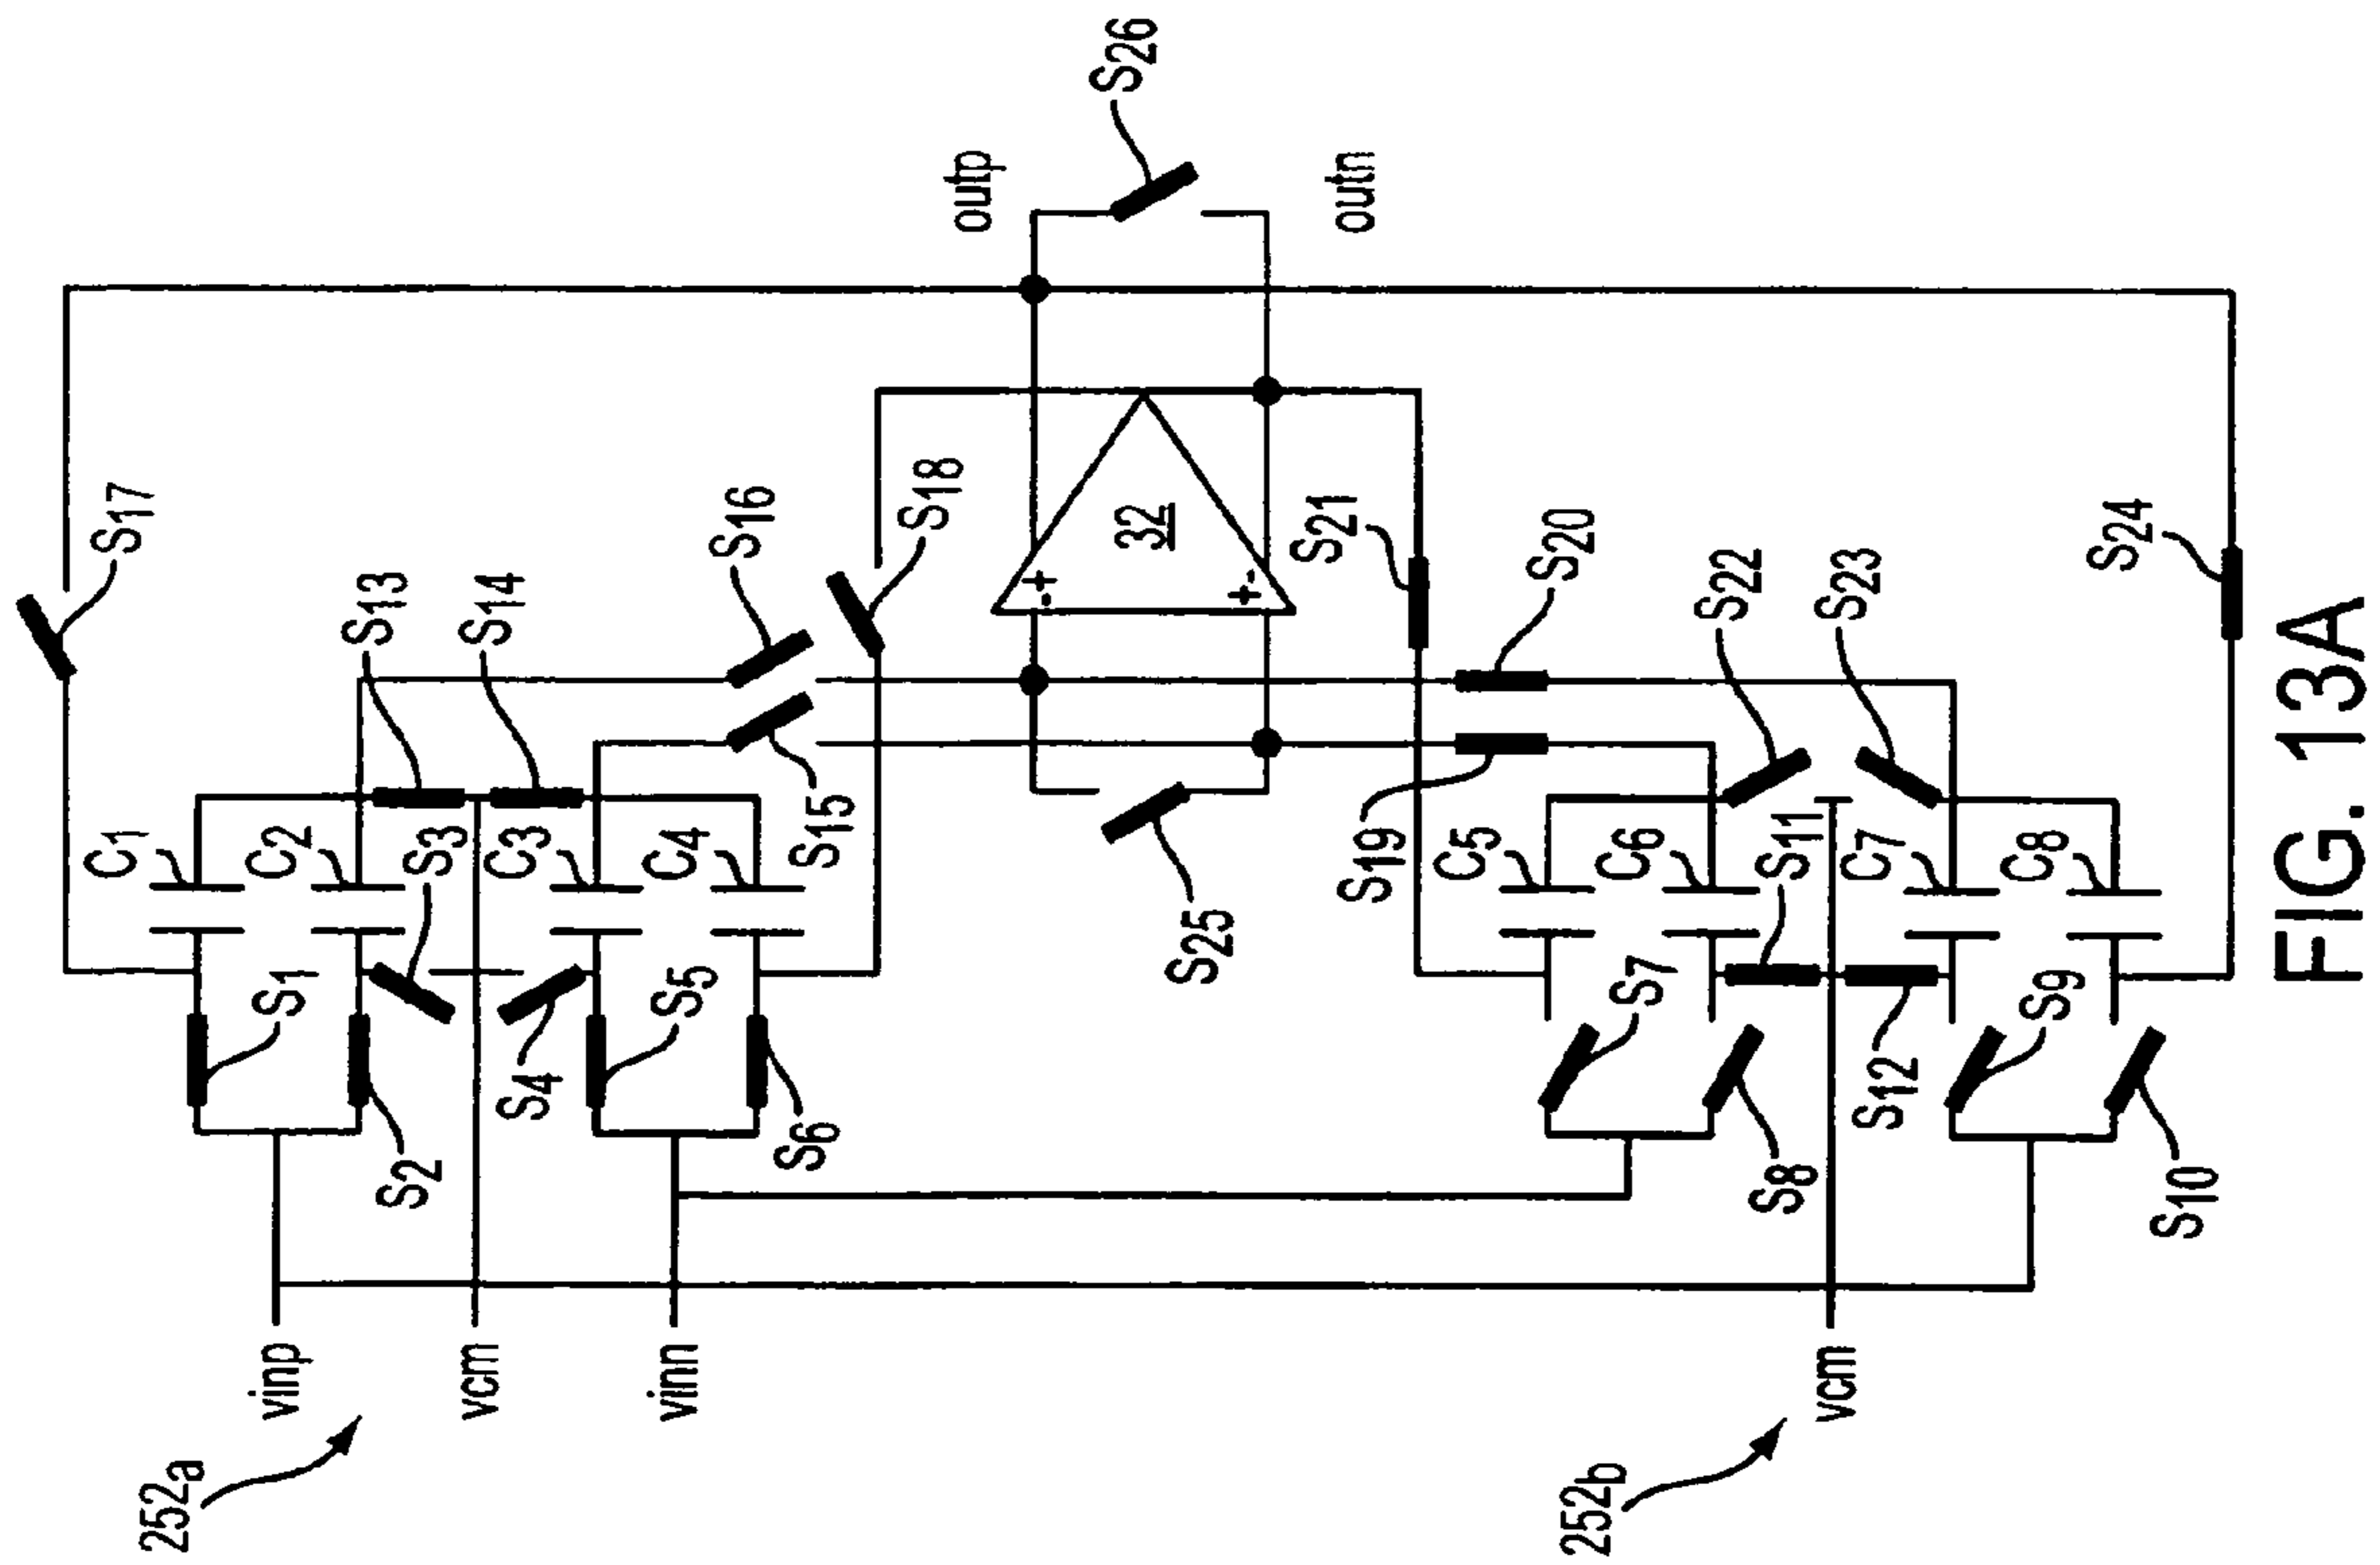 252a
vinp
vcm
vinn
C1
C2
C3
C4
S1
S2
S3
S4
S5
S6
S13
S14
S15
S16
S17
S18
-+
32
+-
S25
outp
outn
S26
252b
vcm
C5
C6
C7
C8
S7
S8
S9
S10
S11
S12
S19
S20
S21
S22
S23
S24
FIG. 13A